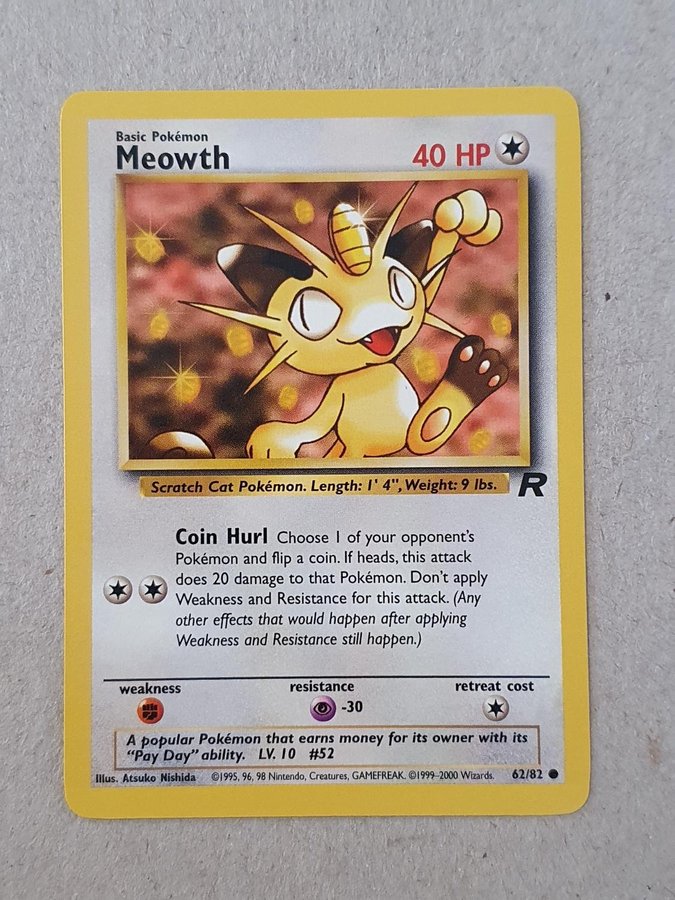 Basic Pokémon
Meowth 40 HP
Scratch Cat Pokémon. Length: 1' 4", Weight: 9 lbs.
R
Coin Hurl Choose 1 of your opponent's
Pokémon and flip a coin. If heads, this attack
does 20 damage to that Pokémon. Don't apply
Weakness and Resistance for this attack. (Any
other effects that would happen after applying
Weakness and Resistance still happen.)
weakness resistance retreat cost
-30
A popular Pokémon that earns money for its owner with its
"Pay Day" ability. LV. 10 #52
Illus. Atsuko Nishida ©1995, 96, 98 Nintendo, Creatures, GAMEFREAK. ©1999-2000 Wizards. 62/82